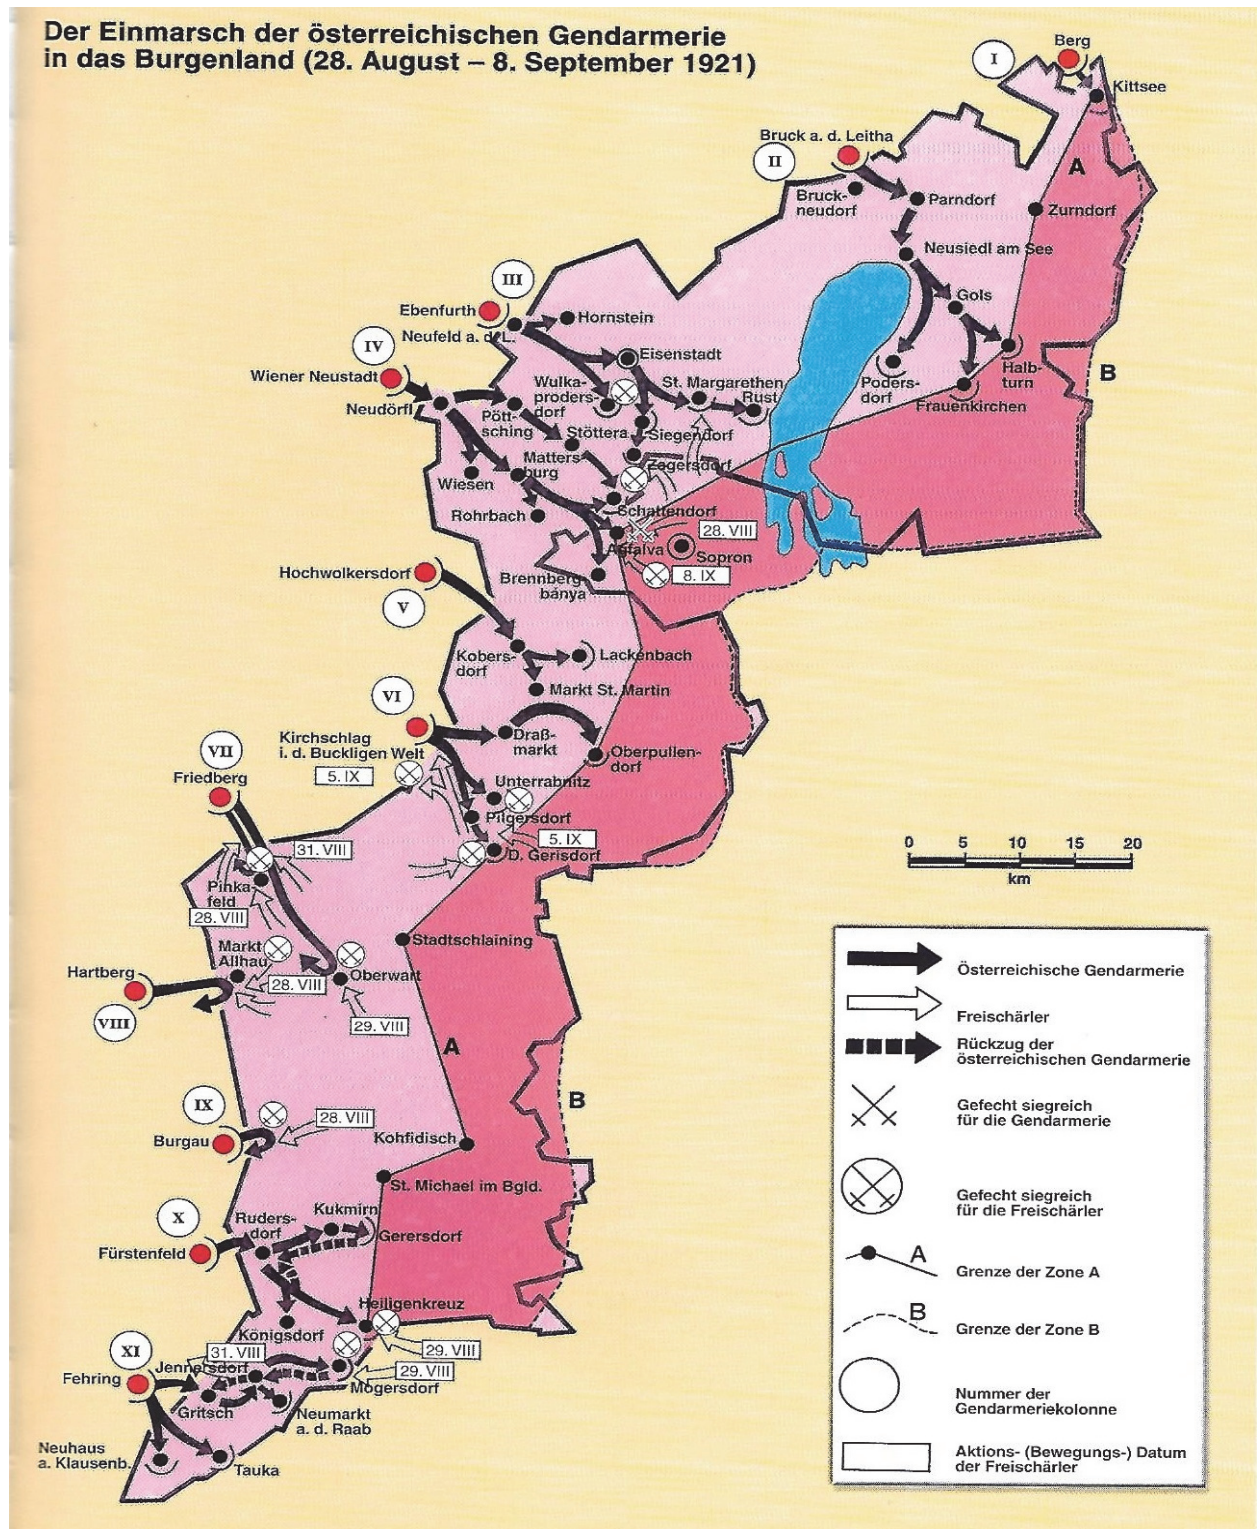 Der Einmarsch der österreichischen Gendarmerie
in das Burgenland (28. August – 8. September 1921)
Berg
I
Kittsee
Bruck a. d. Leitha
II
A
Bruck-
neudorf
Parndorf
Zurndorf
Neusiedl am See
III
Gols
Ebenfurth
Hornstein
Neufeld a. d. L.
IV
Eisenstadt
Wiener Neustadt
Wulka-
proders-
dorf
St. Margarethen
Rust
Poders-
dorf
Halb-
turn
B
Frauenkirchen
Neudörfl
Pött-
sching
Stöttera
Siegendorf
Matters-
burg
Zagersdorf
Wiesen
Rohrbach
Schattendorf
28. VIII
Agfalva
Sopron
8. IX
Hochwolkersdorf
Brennberg-
bánya
V
Kobers-
dorf
Lackenbach
Markt St. Martin
VI
Kirchschlag
i. d. Buckligen Welt
Draß-
markt
Oberpullen-
dorf
VII
5. IX
Friedberg
Unterrabnitz
Pilgersdorf
5. IX
D. Gerisdorf
31. VIII
Pinka-
feld
28. VIII
Stadtschlaining
Markt
Allhau
Hartberg
28. VIII
Oberwart
VIII
29. VIII
A
B
IX
28. VIII
Burgau
Kohfidisch
St. Michael im Bgld.
X
Ruders-
dorf
Kukmirn
Gerersdorf
Fürstenfeld
Heiligenkreuz
Königsdorf
XI
31. VIII
29. VIII
Jennersdorf
29. VIII
Fehring
Mogersdorf
Gritsch
Neumarkt
a. d. Raab
Neuhaus
a. Klausenb.
Tauka
0 5 10 15 20
km
Österreichische Gendarmerie
Freischärler
Rückzug der
österreichischen Gendarmerie
Gefecht siegreich
für die Gendarmerie
Gefecht siegreich
für die Freischärler
A
Grenze der Zone A
B
Grenze der Zone B
Nummer der
Gendarmeriekolonne
Aktions- (Bewegungs-) Datum
der Freischärler